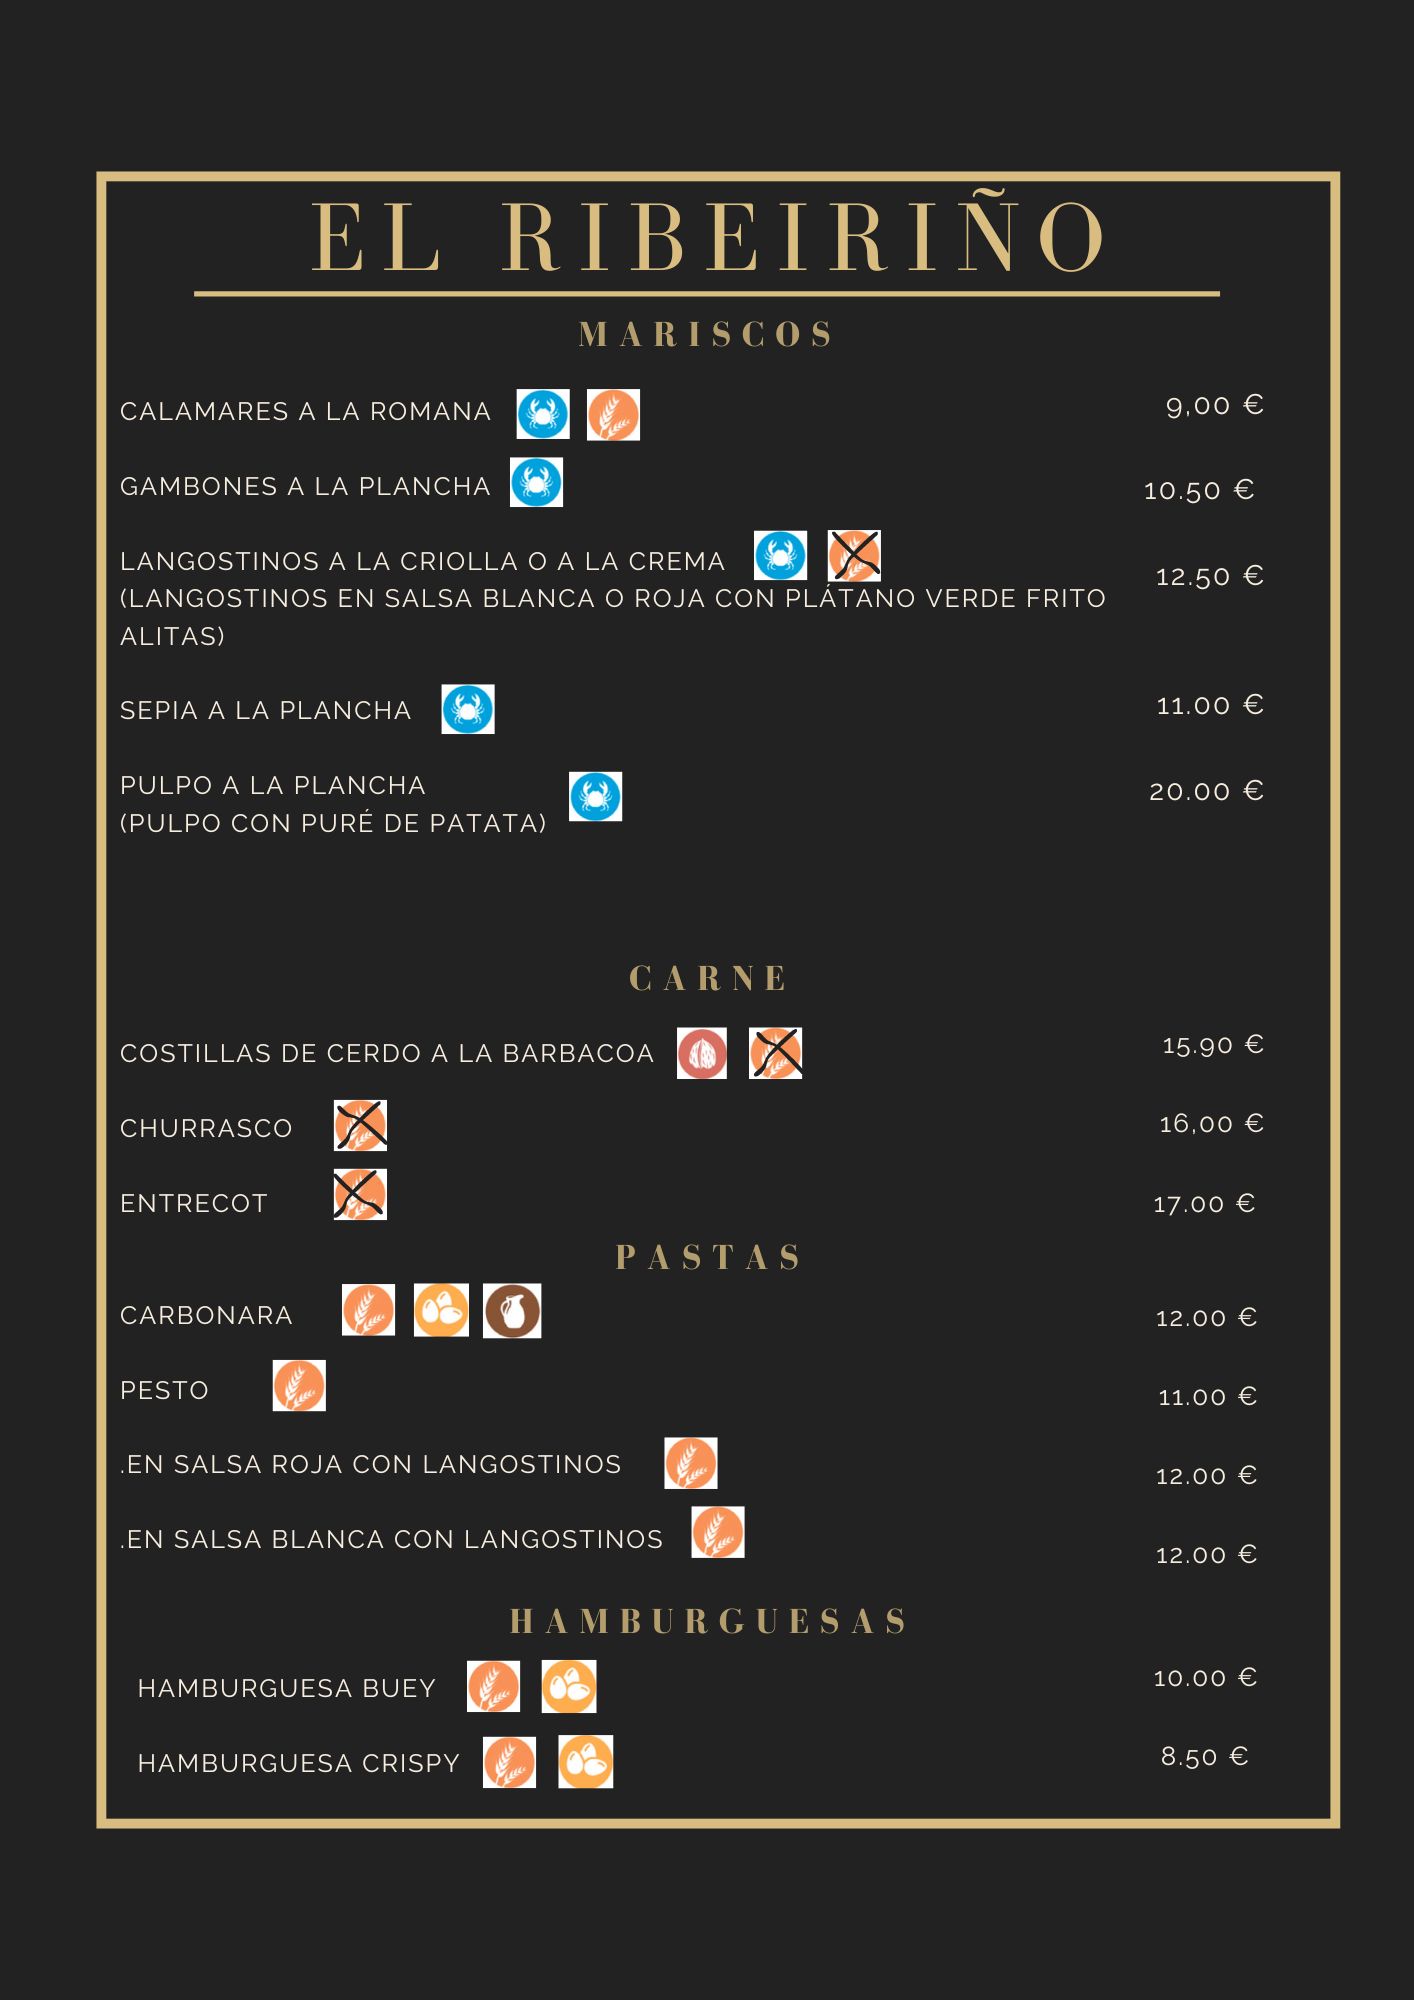 EL RIBEIRIÑO
MARISCOS
CALAMARES A LA ROMANA 9,00 €
GAMBONES A LA PLANCHA 10.50 €
LANGOSTINOS A LA CRIOLLA O A LA CREMA 12.50 €
(LANGOSTINOS EN SALSA BLANCA O ROJA CON PLÁTANO VERDE FRITO
ALITAS)
SEPIA A LA PLANCHA 11.00 €
PULPO A LA PLANCHA 20.00 €
(PULPO CON PURÉ DE PATATA)
CARNE
COSTILLAS DE CERDO A LA BARBACOA 15.90 €
CHURRASCO 16,00 €
ENTRECOT 17.00 €
PASTAS
CARBONARA 12.00 €
PESTO 11.00 €
.EN SALSA ROJA CON LANGOSTINOS 12.00 €
.EN SALSA BLANCA CON LANGOSTINOS 12.00 €
HAMBURGUESAS
HAMBURGUESA BUEY 10.00 €
HAMBURGUESA CRISPY 8.50 €